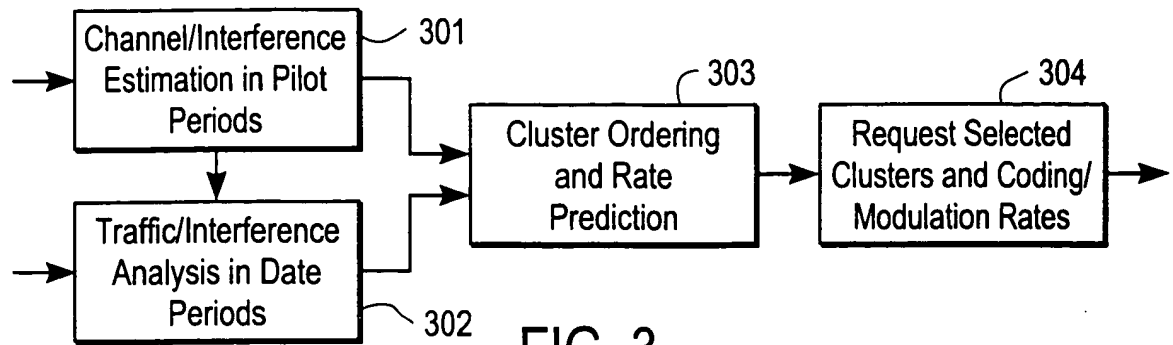 Channel/Interference
Estimation in Pilot
Periods
301
Traffic/Interference
Analysis in Date
Periods
302
Cluster Ordering
and Rate
Prediction
303
Request Selected
Clusters and Coding/
Modulation Rates
304